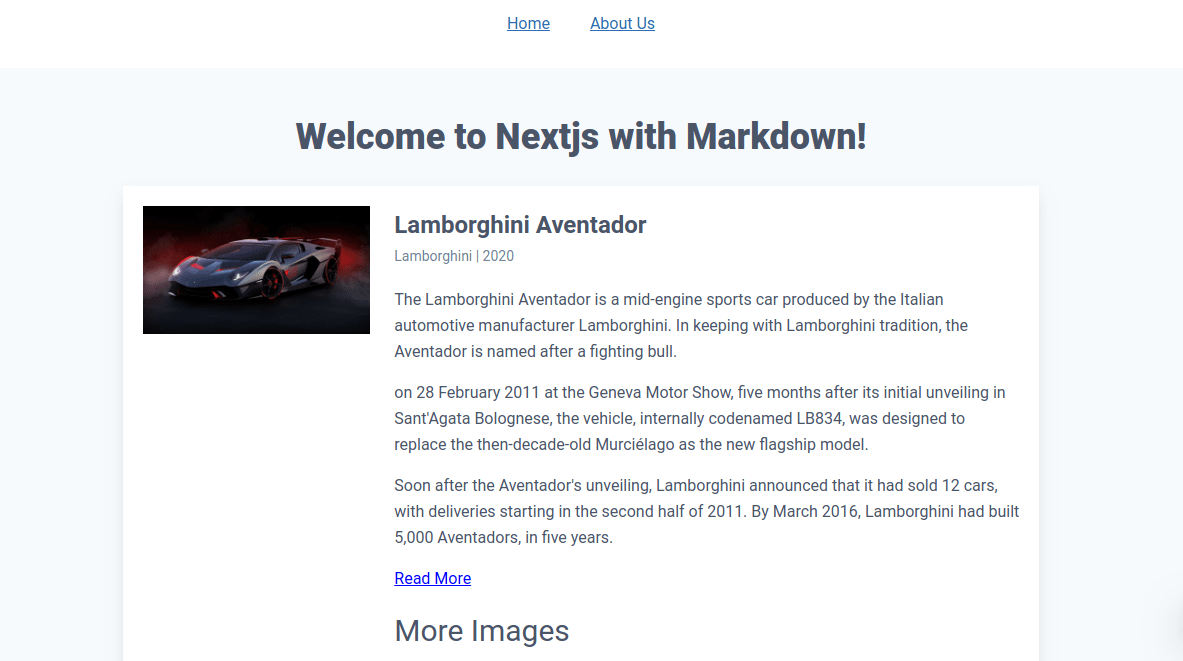 Home About Us
Welcome to Nextjs with Markdown!
Lamborghini Aventador
Lamborghini | 2020
The Lamborghini Aventador is a mid-engine sports car produced by the Italian
automotive manufacturer Lamborghini. In keeping with Lamborghini tradition, the
Aventador is named after a fighting bull.
on 28 February 2011 at the Geneva Motor Show, five months after its initial unveiling in
Sant'Agata Bolognese, the vehicle, internally codenamed LB834, was designed to
replace the then-decade-old Murciélago as the new flagship model.
Soon after the Aventador's unveiling, Lamborghini announced that it had sold 12 cars,
with deliveries starting in the second half of 2011. By March 2016, Lamborghini had built
5,000 Aventadors, in five years.
Read More
More Images